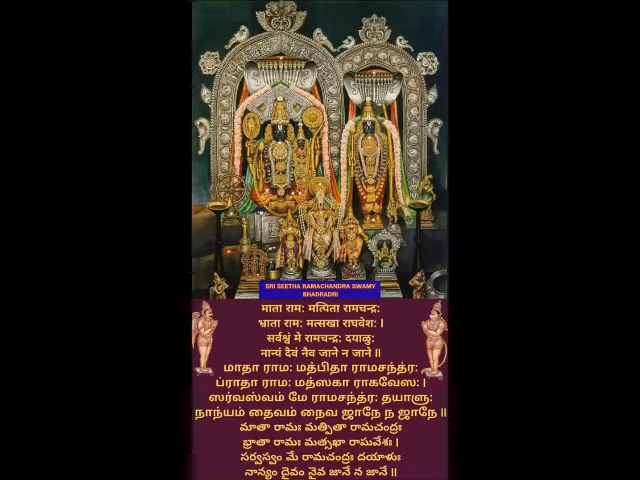 SRI SEETHA RAMACHANDRA SWAMY
BHADRADRI
माता राम: मत्पिता रामचन्द्र:
भ्राता राम: मत्सखा राघवेश: ।
सर्वश्वं मे रामचन्द्र: दयाळु:
नान्यं दैवं नैव जाने न जाने ॥
மாதா ராம: மத்பிதா ராமசந்த்ர:
ப்ராதா ராம: மத்ஸகா ராகவேஸ: ।
ஸர்வஸ்வம் மே ராமசந்த்ர: தயாளு:
நாந்யம் தைவம் நைவ ஜாநே ந ஜாநே ॥
మాతా రామః మత్పితా రామచంద్రః
భ్రాతా రామః మత్సఖా రాఘవేశః ।
సర్వస్వం మే రామచంద్రః దయాళుః
నాన్యం దైవం నైవ జానే న జానే ॥